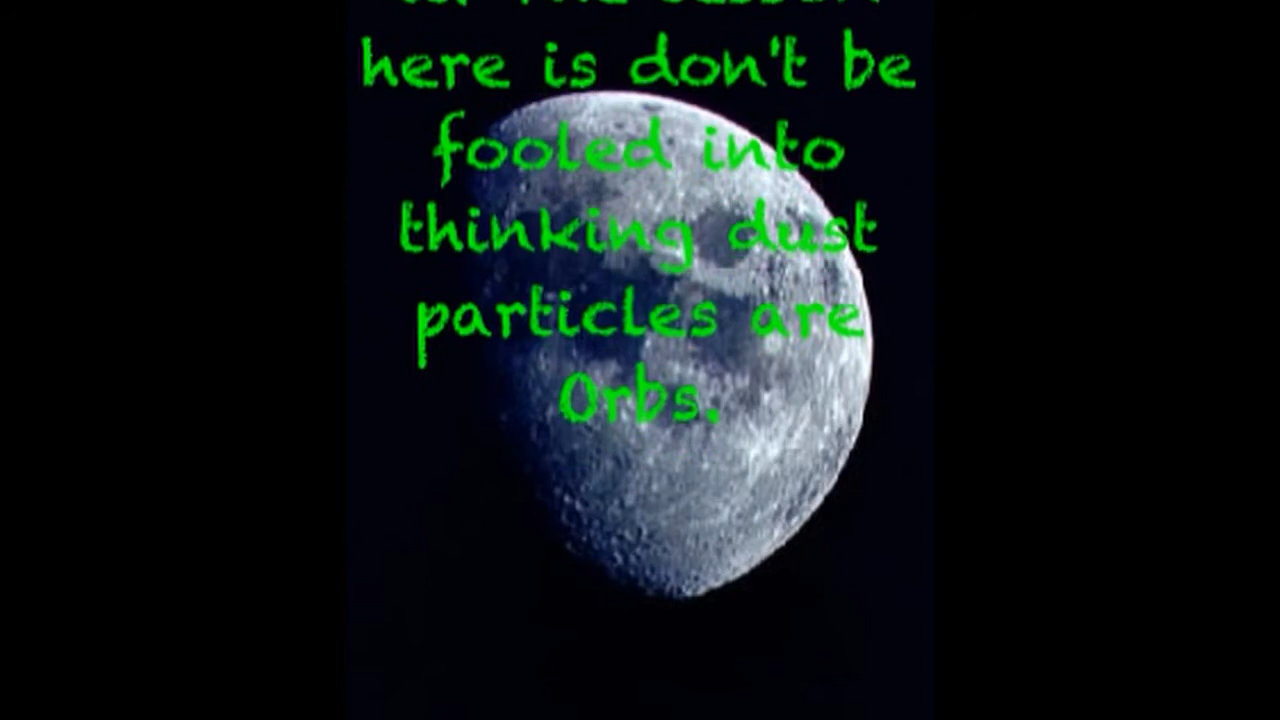 here is don't be
fooled into
thinking dust
particles are
Orbs.